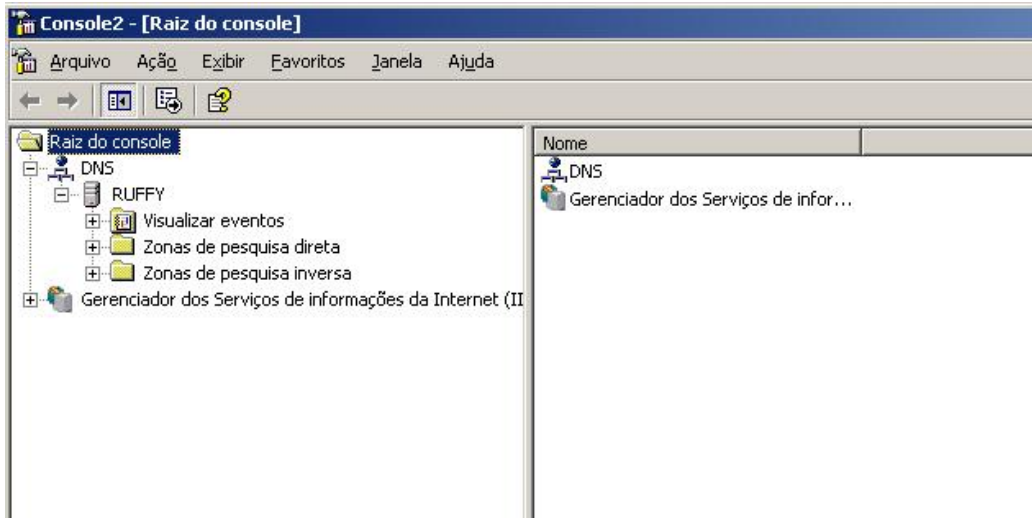 Console2 - [Raiz do console]
Arquivo Ação Exibir Favoritos Janela Ajuda
Raiz do console
DNS
RUFFY
Visualizar eventos
Zonas de pesquisa direta
Zonas de pesquisa inversa
Gerenciador dos Serviços de informações da Internet (II
Nome
DNS
Gerenciador dos Serviços de infor...